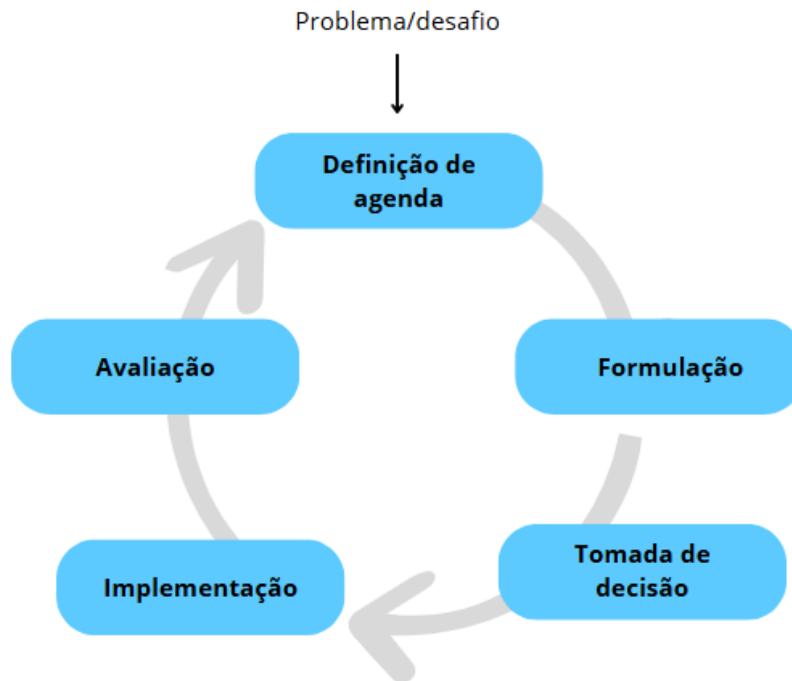 Problema/desafio
Definição de
agenda
Formulação
Tomada de
decisão
Implementação
Avaliação